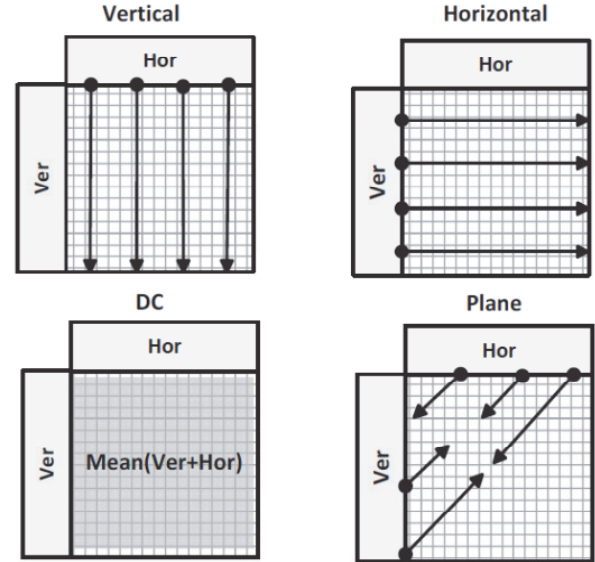 Vertical
Horizontal
Hor
Hor
Ver
Ver
DC
Plane
Hor
Hor
Ver
Mean(Ver+Hor)
Ver